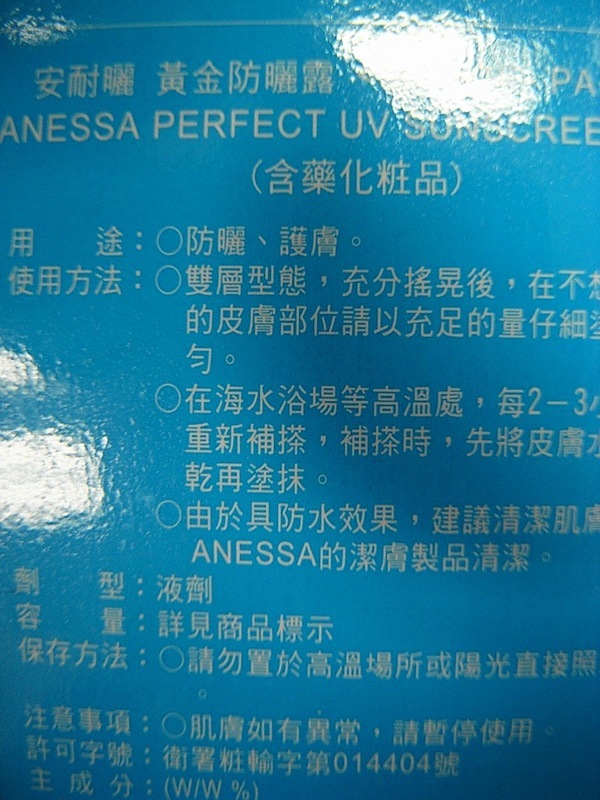 安耐曬 黃金防曬露 PA
ANESSA PERFECT UV SUNSCREE
(含藥化粧品)
用 途:○防曬、護膚。
使用方法:○雙層型態,充分搖晃後,在不想
的皮膚部位請以充足的量仔細塗
勻。
○在海水浴場等高溫處,每2-3小
重新補搽,補搽時,先將皮膚水
乾再塗抹。
○由於具防水效果,建議清潔肌膚
ANESSA的潔膚製品清潔。
劑 型:液劑
容 量:詳見商品標示
保存方法:○請勿置於高溫場所或陽光直接照
。
注意事項:○肌膚如有異常,請暫停使用。
許可字號:衛署粧輸字第014404號
主 成 分:(W/W %)